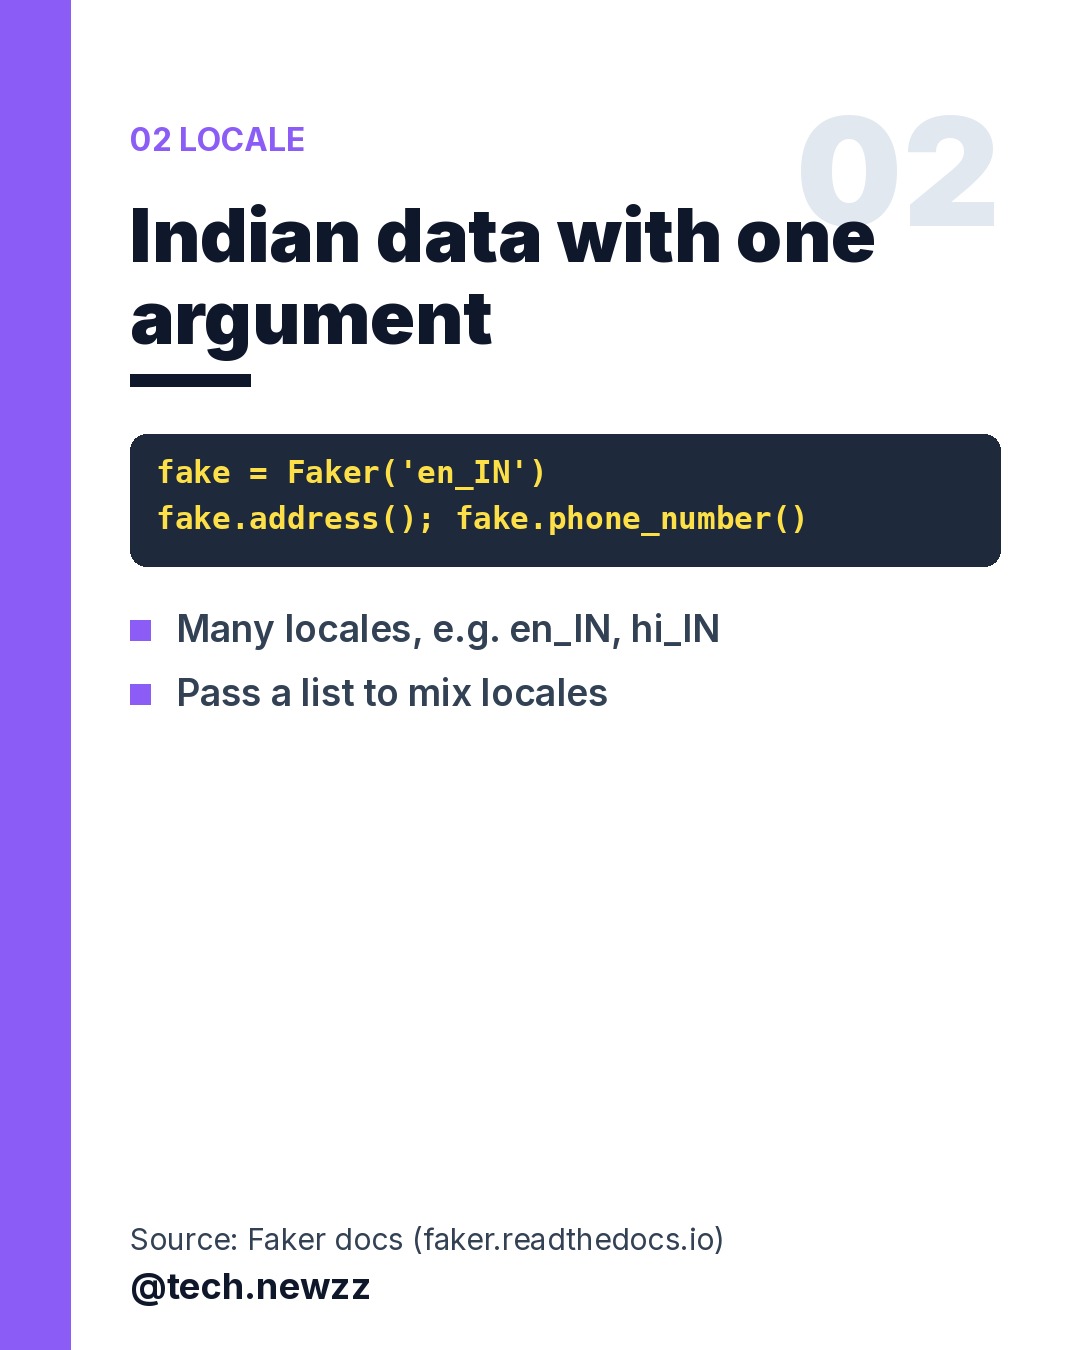 02 LOCALE
02
Indian data with one
argument
fake = Faker('en_IN')
fake.address(); fake.phone_number()
Many locales, e.g. en_IN, hi_IN
Pass a list to mix locales
Source: Faker docs (faker.readthedocs.io)
@tech.newzz